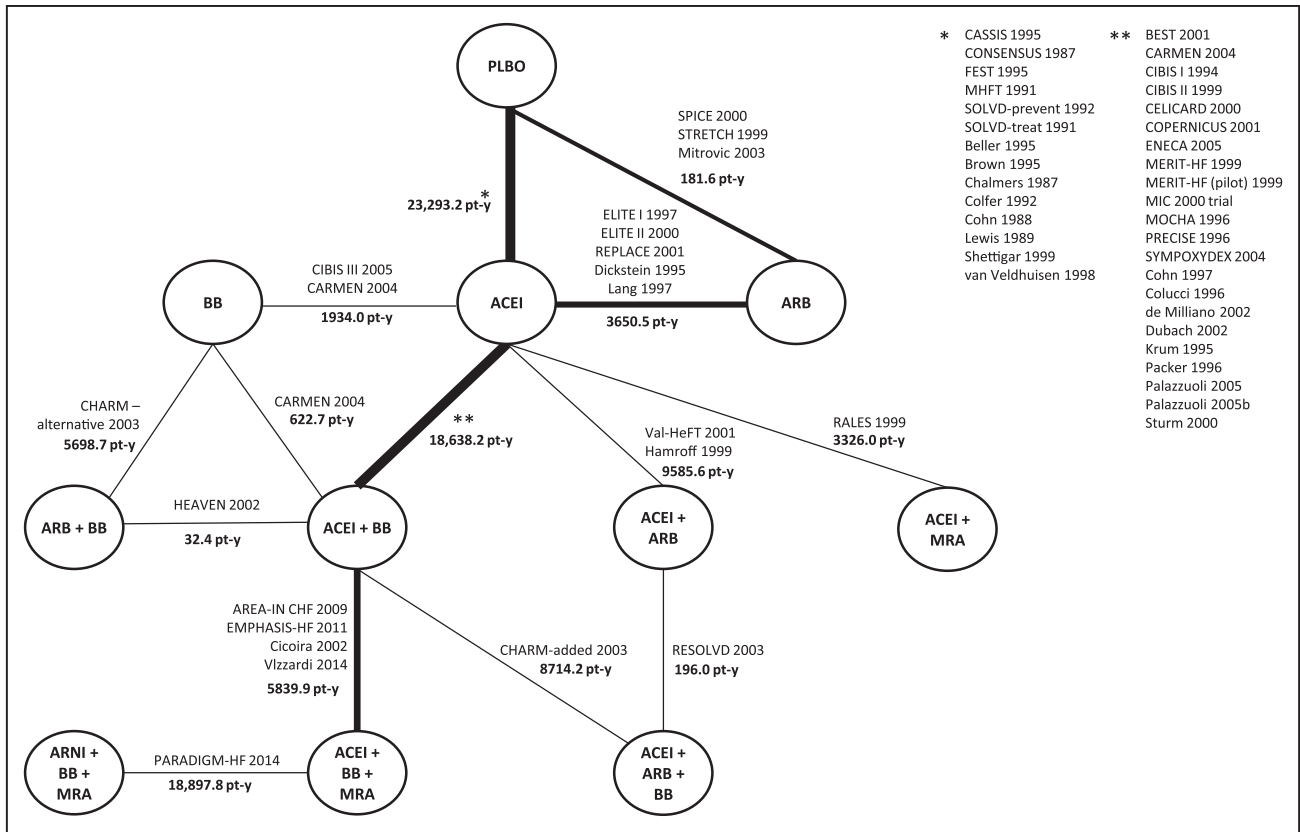 PLBO
SPICE 2000
STRETCH 1999
Mitrovic 2003
181.6 pt-y
*
23,293.2 pt-y
ELITE I 1997
ELITE II 2000
REPLACE 2001
Dickstein 1995
Lang 1997
3650.5 pt-y
CIBIS III 2005
CARMEN 2004
1934.0 pt-y
BB
ACEI
ARB
CHARM –
alternative 2003
5698.7 pt-y
CARMEN 2004
622.7 pt-y
**
18,638.2 pt-y
Val-HeFT 2001
Hamroff 1999
9585.6 pt-y
RALES 1999
3326.0 pt-y
ARB + BB
HEAVEN 2002
32.4 pt-y
ACEI + BB
ACEI +
ARB
ACEI +
MRA
AREA-IN CHF 2009
EMPHASIS-HF 2011
Cicoira 2002
VIzzardi 2014
5839.9 pt-y
CHARM-added 2003
8714.2 pt-y
RESOLVD 2003
196.0 pt-y
ARNI +
BB +
MRA
PARADIGM-HF 2014
18,897.8 pt-y
ACEI +
BB +
MRA
ACEI +
ARB +
BB
* CASSIS 1995
CONSENSUS 1987
FEST 1995
MHFT 1991
SOLVD-prevent 1992
SOLVD-treat 1991
Beller 1995
Brown 1995
Chalmers 1987
Colfer 1992
Cohn 1988
Lewis 1989
Shettigar 1999
van Veldhuisen 1998
** BEST 2001
CARMEN 2004
CIBIS I 1994
CIBIS II 1999
CELICARD 2000
COPERNICUS 2001
ENECA 2005
MERIT-HF 1999
MERIT-HF (pilot) 1999
MIC 2000 trial
MOCHA 1996
PRECISE 1996
SYMPOXYDEX 2004
Cohn 1997
Colucci 1996
de Milliano 2002
Dubach 2002
Krum 1995
Packer 1996
Palazzuoli 2005
Palazzuoli 2005b
Sturm 2000